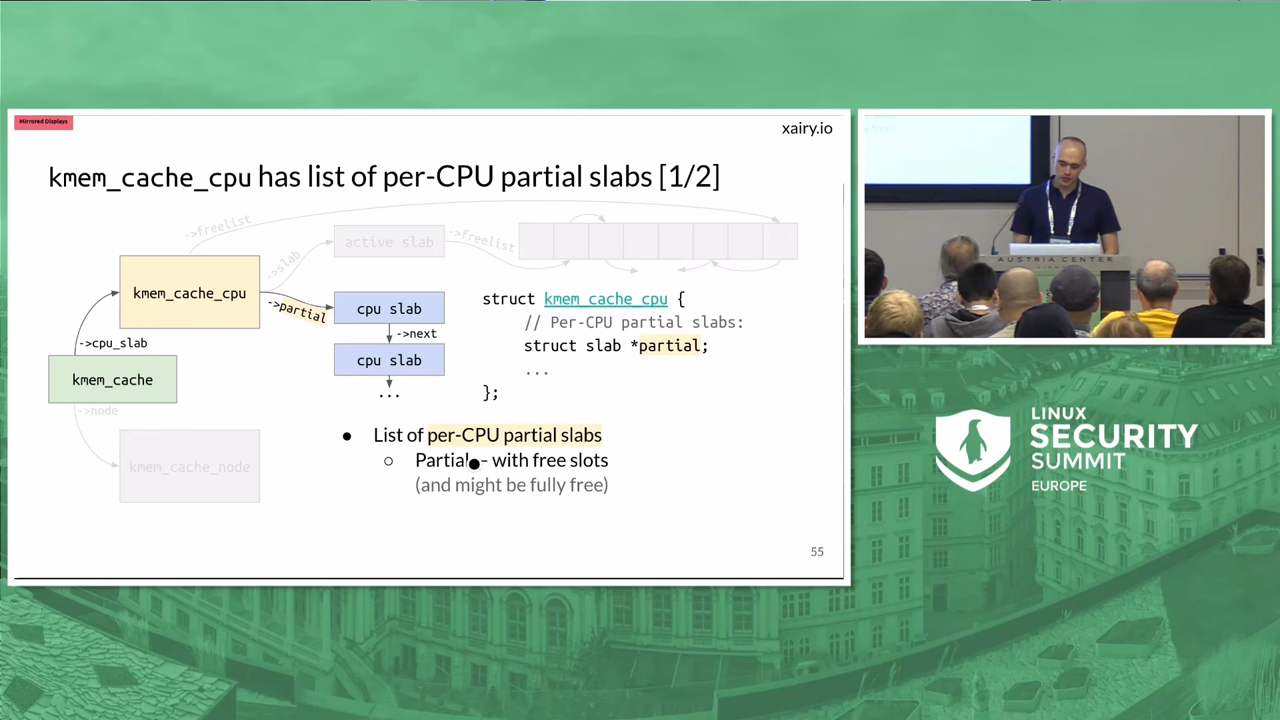 Mirrored Displays
xairy.io
kmem_cache_cpu has list of per-CPU partial slabs [1/2]
->freelist
active slab
->freelist
->slab
kmem_cache_cpu
->partial
cpu slab
->next
cpu slab
...
->cpu_slab
kmem_cache
->node
kmem_cache_node
struct kmem_cache_cpu {
// Per-CPU partial slabs:
struct slab *partial;
...
};
● List of per-CPU partial slabs
○ Partial - with free slots
(and might be fully free)
55
AUSTRIA CENTER
LINUX
SECURITY
SUMMIT
EUROPE